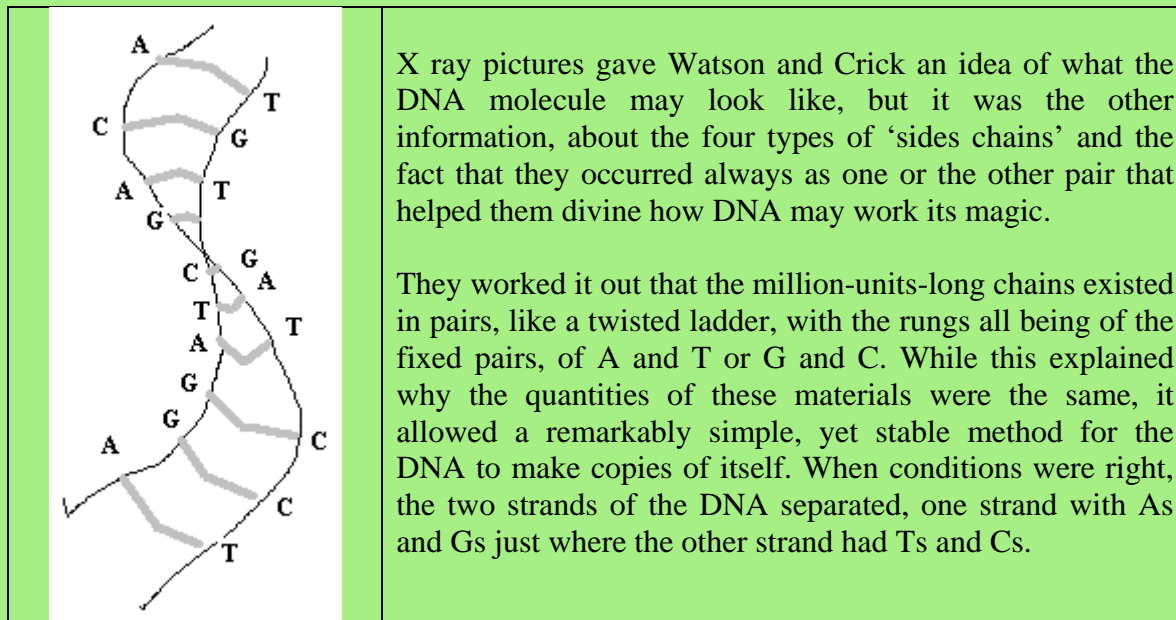 A
T
C
G
A
T
G
C
G
T
A
A
T
G
G
C
A
C
T
X ray pictures gave Watson and Crick an idea of what the
DNA molecule may look like, but it was the other
information, about the four types of ‘sides chains’ and the
fact that they occurred always as one or the other pair that
helped them divine how DNA may work its magic.
They worked it out that the million-units-long chains existed
in pairs, like a twisted ladder, with the rungs all being of the
fixed pairs, of A and T or G and C. While this explained
why the quantities of these materials were the same, it
allowed a remarkably simple, yet stable method for the
DNA to make copies of itself. When conditions were right,
the two strands of the DNA separated, one strand with As
and Gs just where the other strand had Ts and Cs.